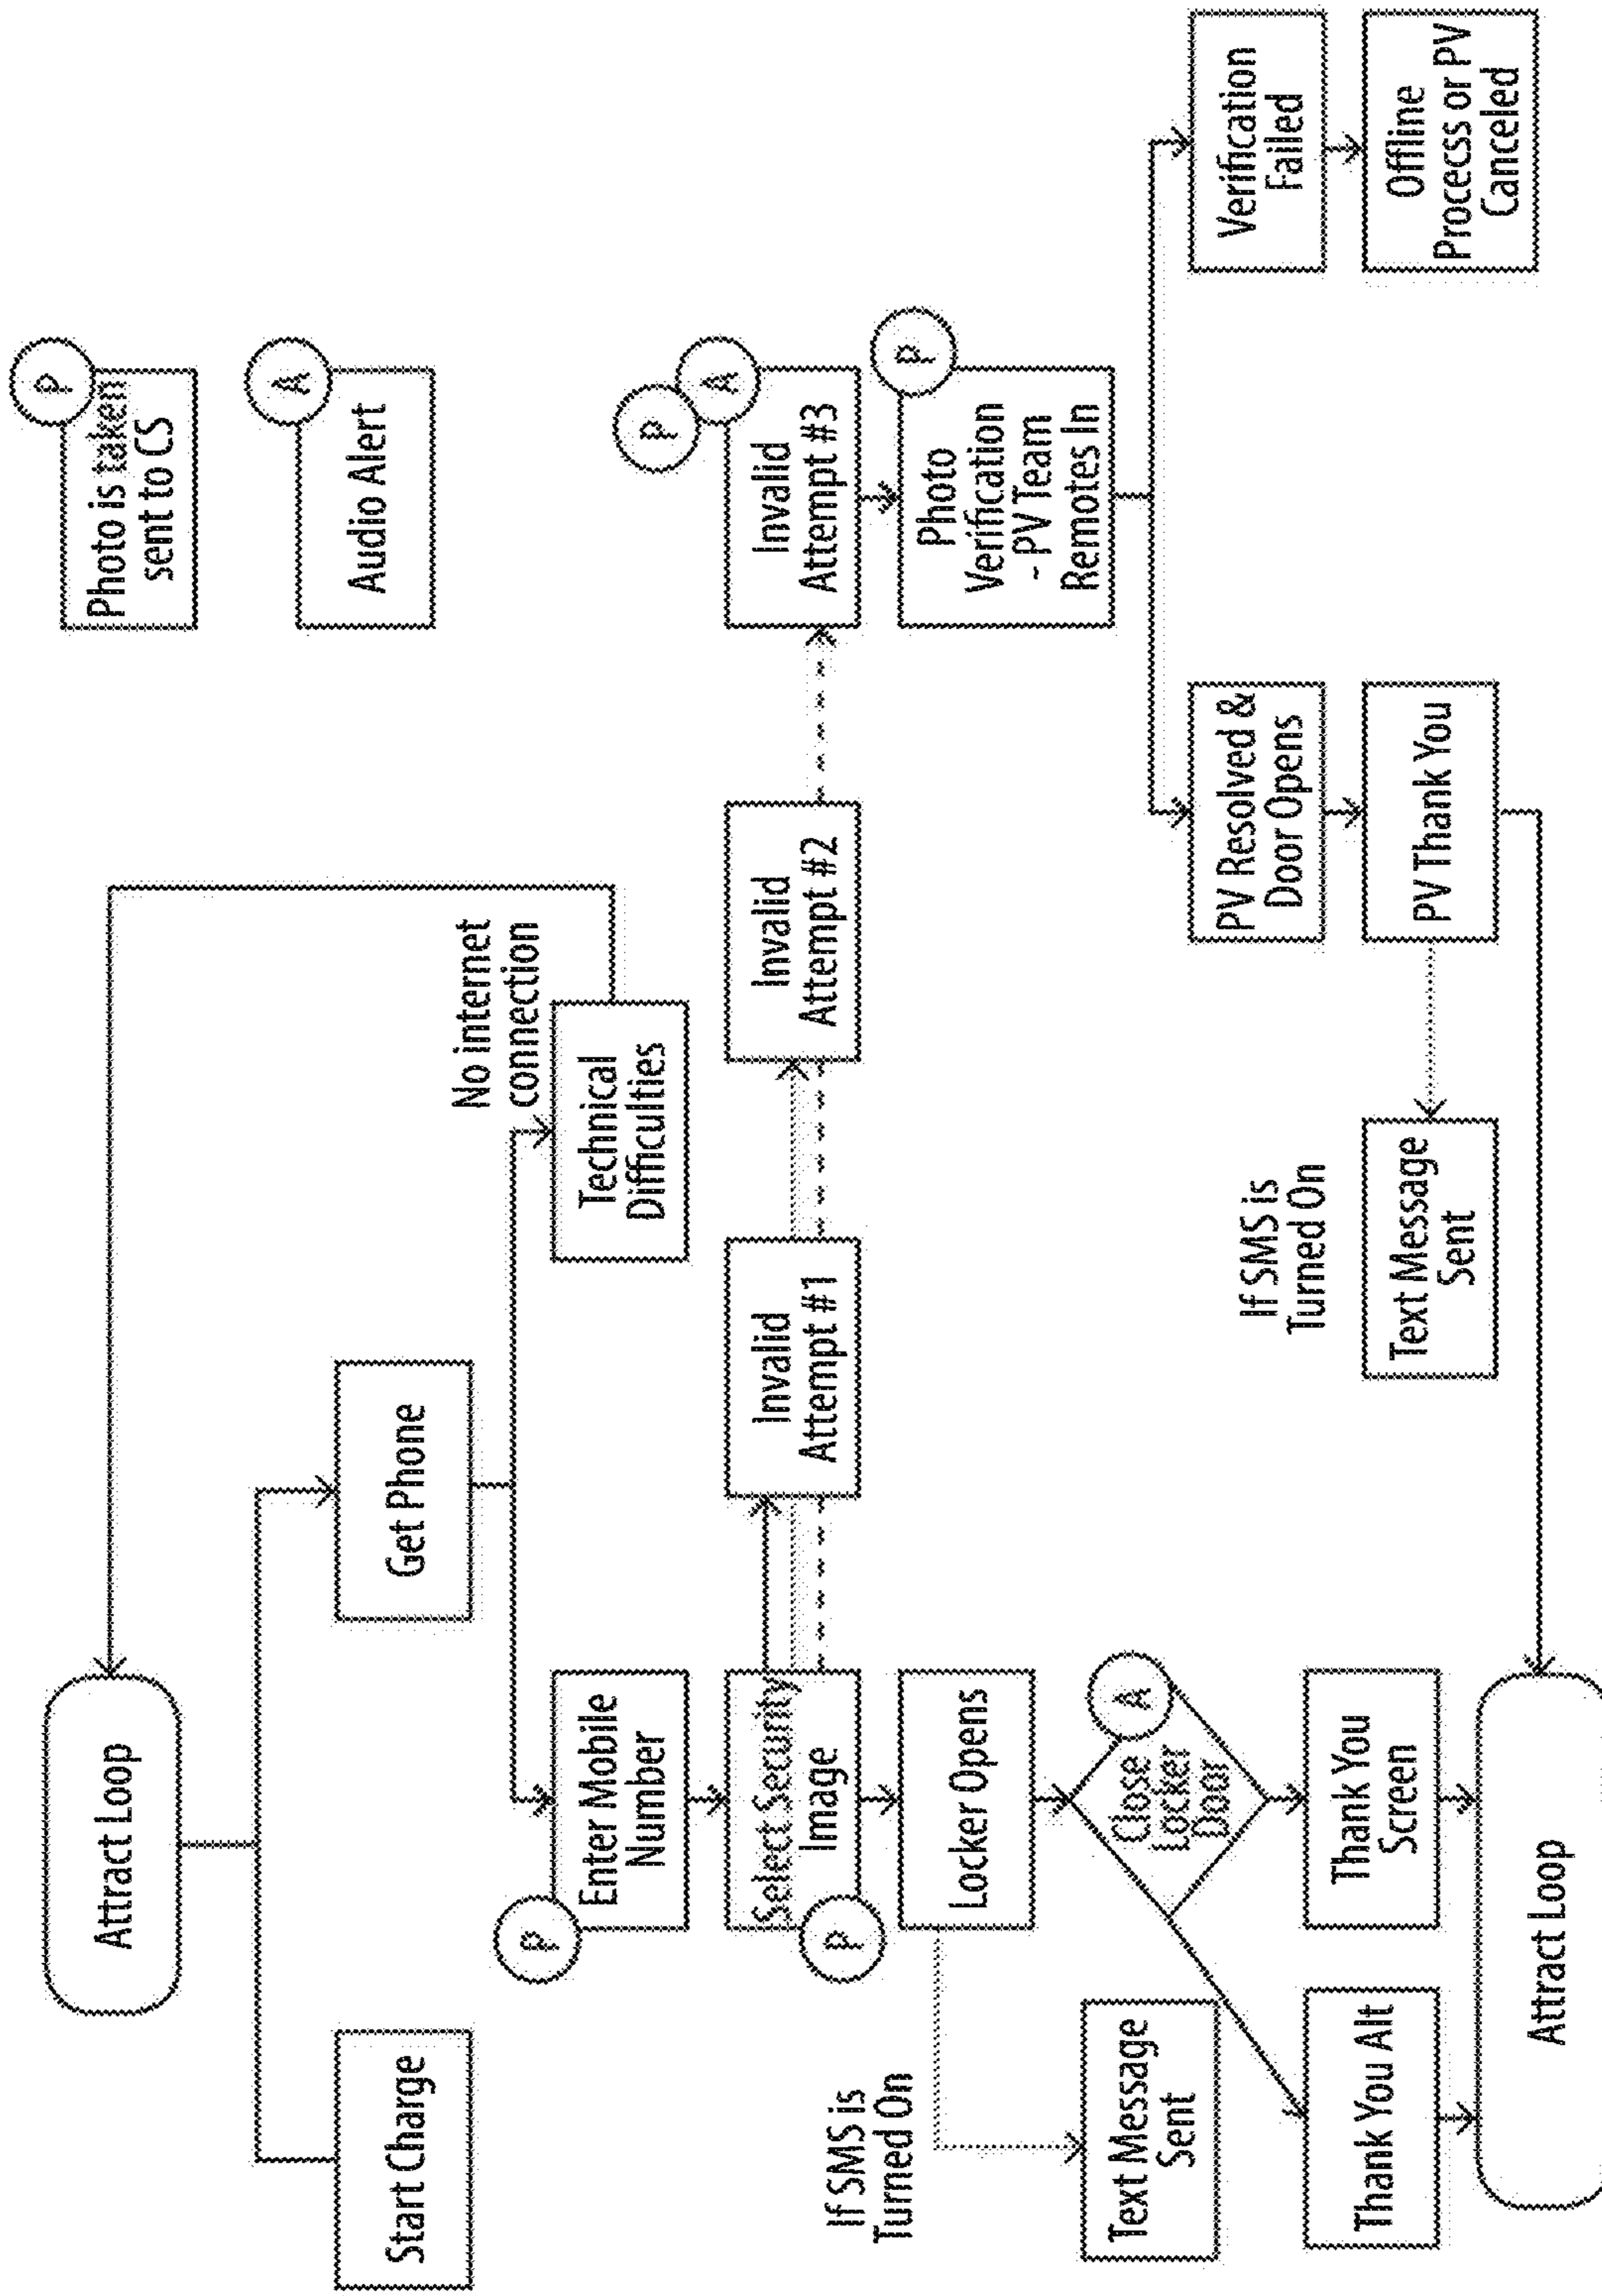 Attract Loop
Photo is taken
sent to CS
P
Audio Alert
A
Start Charge
Get Phone
No internet
connection
P
Enter Mobile
Number
Technical
Difficulties
Select Security
Image
P
Invalid
Attempt #1
Invalid
Attempt #2
Invalid
Attempt #3
P
A
If SMS is
Turned On
Locker Opens
Photo
Verification
- PV Team
Remotes In
P
Text Message
Sent
Close
Locker
Door
A
If SMS is
Turned On
PV Resolved &
Door Opens
Verification
Failed
Thank You Alt
Thank You
Screen
Text Message
Sent
PV Thank You
Offline
Procecss or PV
Canceled
Attract Loop